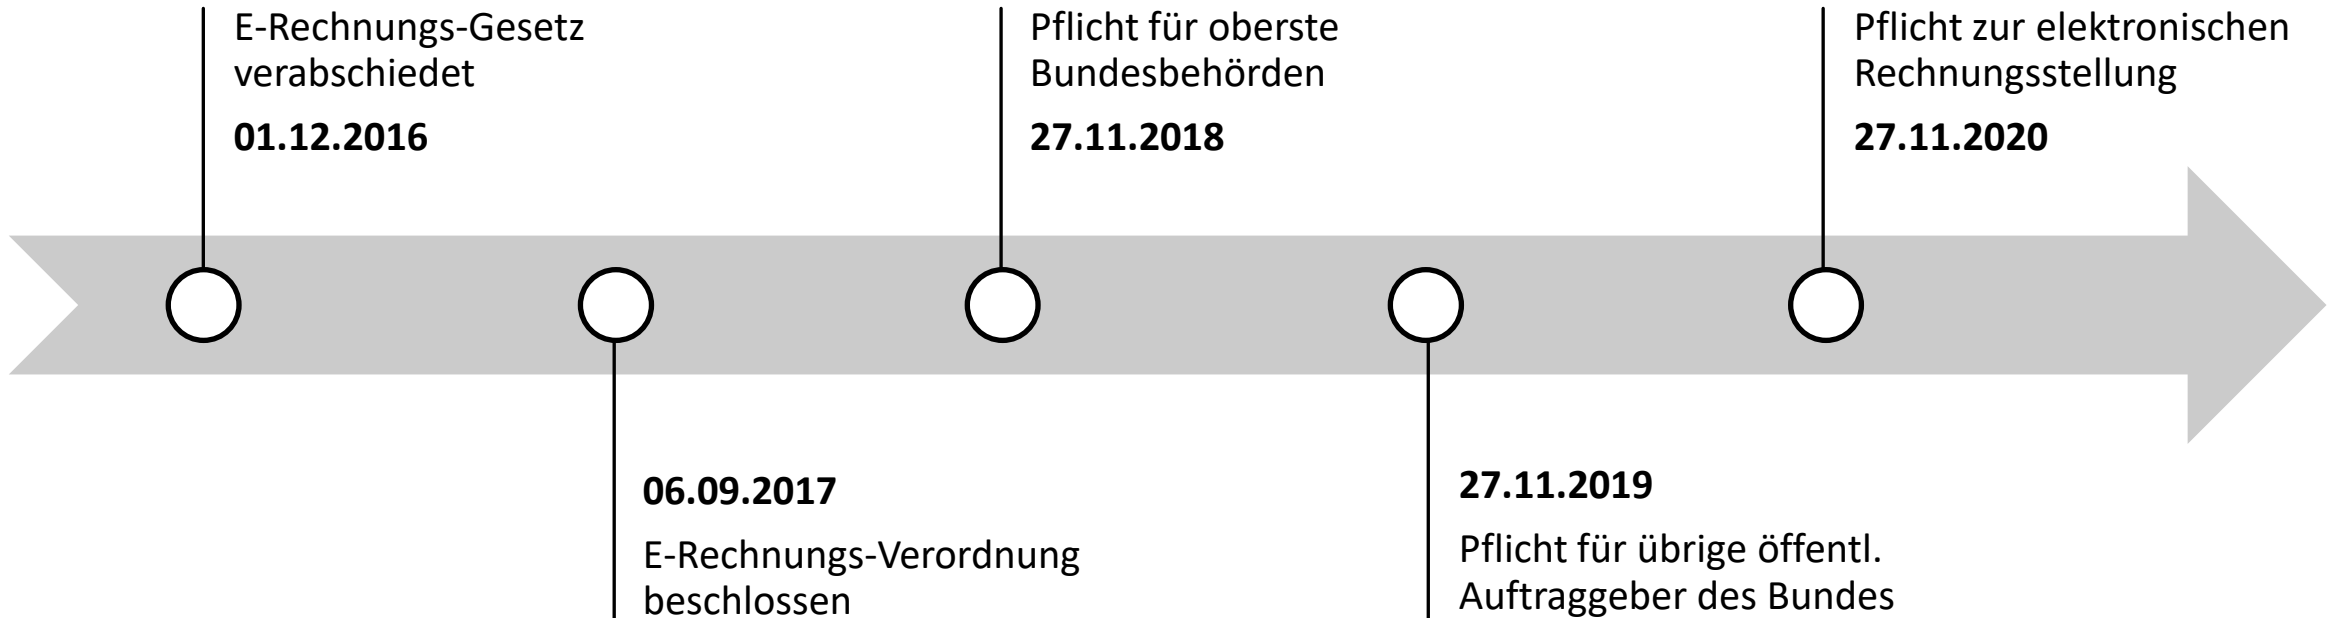 E-Rechnungs-Gesetz
verabschiedet
01.12.2016
Pflicht für oberste
Bundesbehörden
27.11.2018
Pflicht zur elektronischen
Rechnungsstellung
27.11.2020
06.09.2017
E-Rechnungs-Verordnung
beschlossen
27.11.2019
Pflicht für übrige öffentl.
Auftraggeber des Bundes